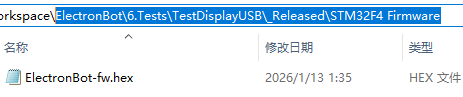 orkspace\ElectronBot\6.Tests\TestDisplayUSB\_Released\STM32F4 Firmware
名称 修改日期 类型
ElectronBot-fw.hex 2026/1/13 1:35 HEX 文件